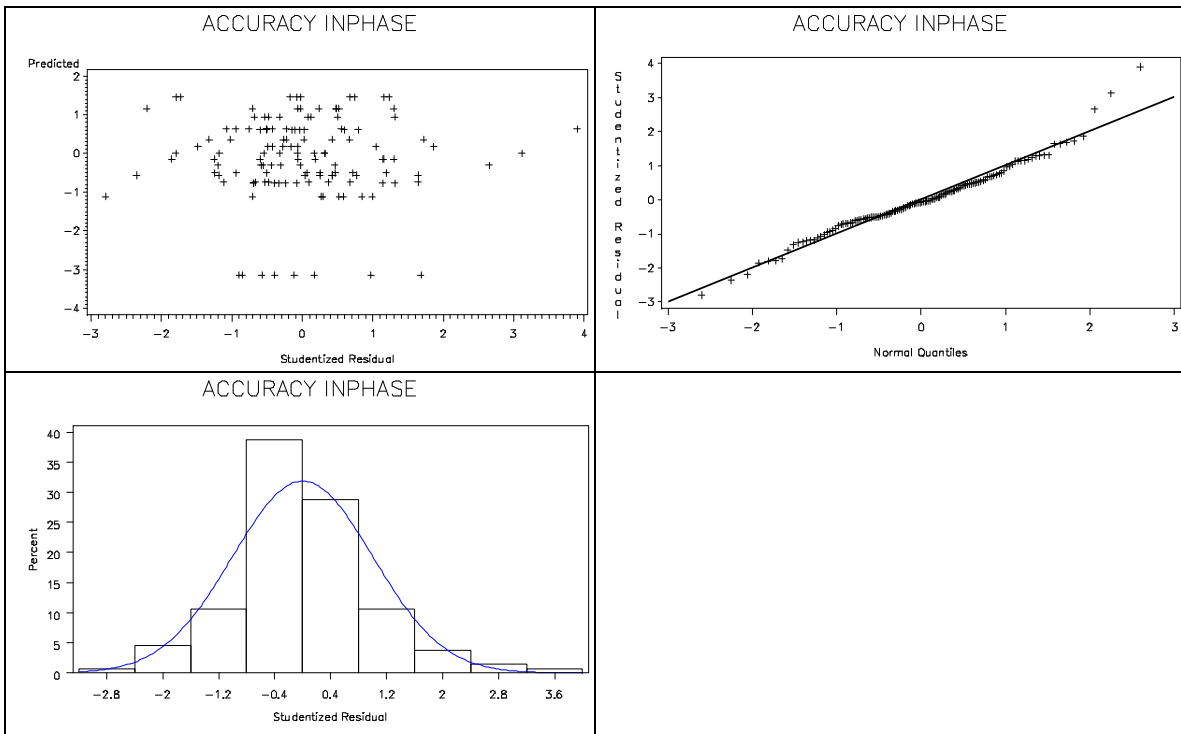 ACCURACY INPHASE
Predicted
2
1
0
-1
-2
-3
-4
-3 -2 -1 0 1 2 3 4
Studentized Residual
ACCURACY INPHASE
Studentized Residual
4
3
2
1
0
-1
-2
-3
-3 -2 -1 0 1 2 3
Normal Quantiles
ACCURACY INPHASE
Percent
40
35
30
25
20
15
10
5
0
-2.8 -2 -1.2 -0.4 0.4 1.2 2 2.8 3.6
Studentized Residual